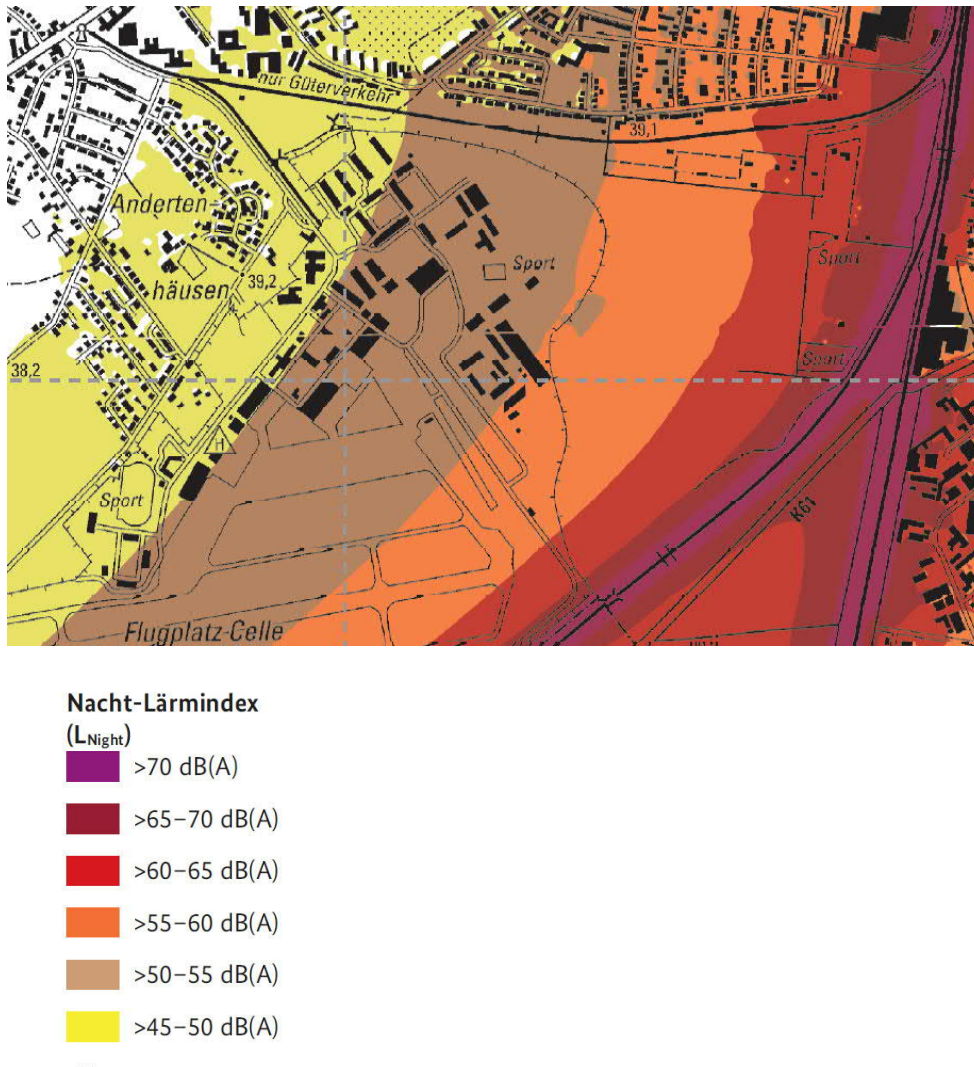 nur Güterverkehr
39,1
Anderten-
häusen
39,2
Sport
Sport
38,2
Sport
H
Sport
K61
Flugplatz-Celle
Nacht-Lärmindex
(LNight)
>70 dB(A)
>65–70 dB(A)
>60–65 dB(A)
>55–60 dB(A)
>50–55 dB(A)
>45–50 dB(A)